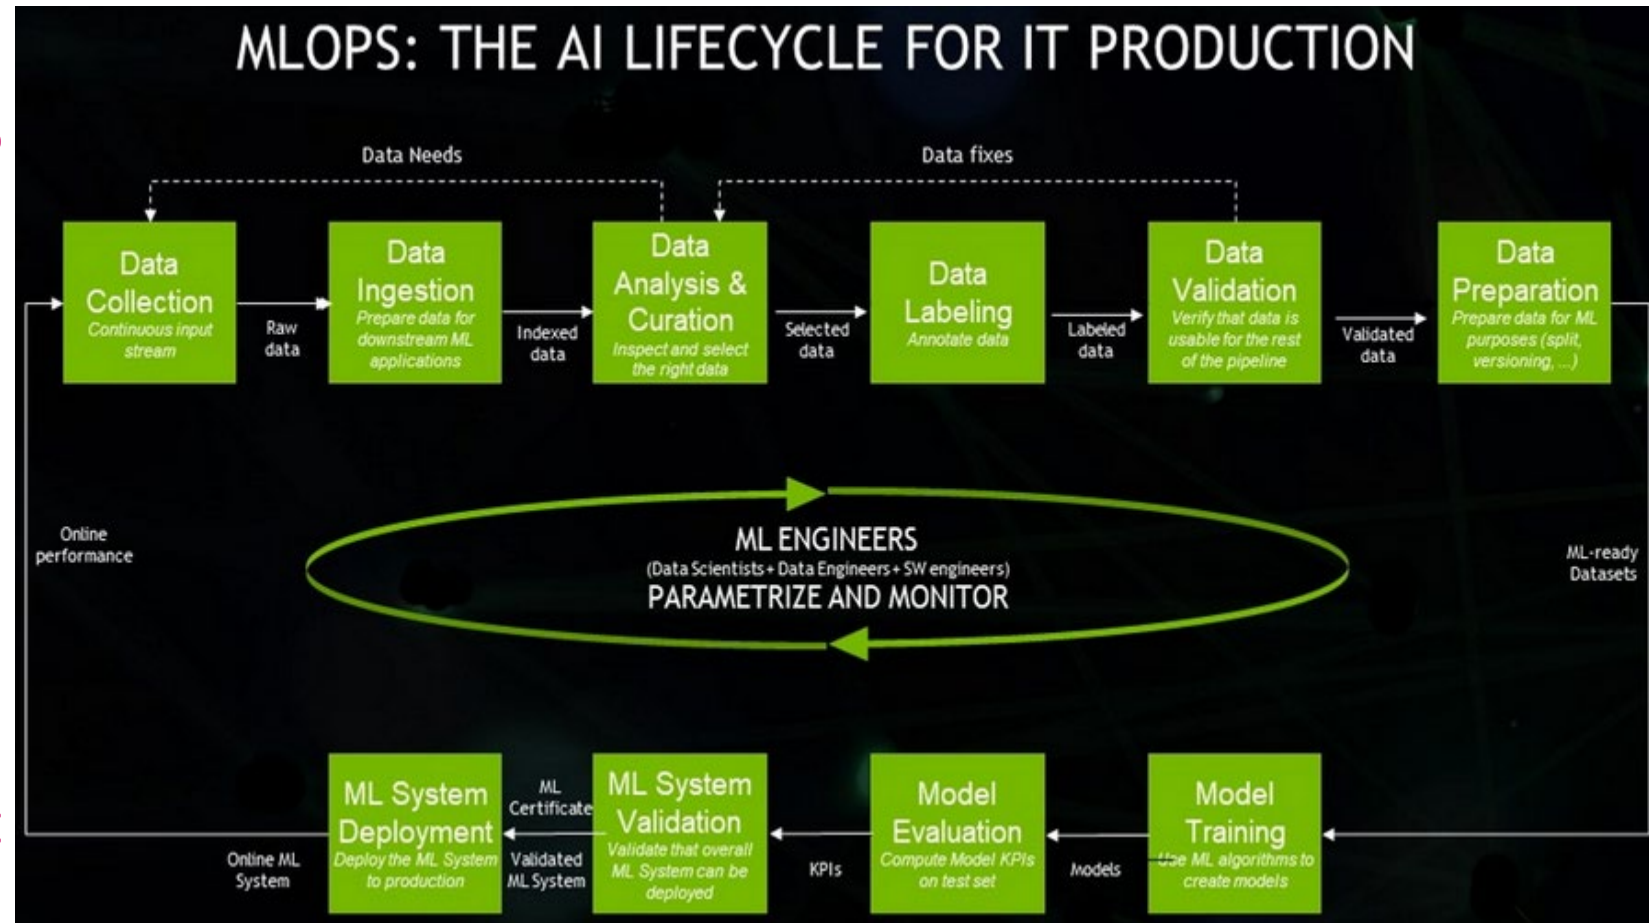 MLOPS: THE AI LIFECYCLE FOR IT PRODUCTION
Data Needs
Data fixes
Data
Collection
Continuous input
stream
Raw
data
Data
Ingestion
Prepare data for
downstream ML
applications
Indexed
data
Data
Analysis &
Curation
Inspect and select
the right data
Selected
data
Data
Labeling
Annotate data
Labeled
data
Data
Validation
Verify that data is
usable for the rest
of the pipeline
Validated
data
Data
Preparation
Prepare data for ML
purposes (split,
versioning, ...)
Online
performance
ML ENGINEERS
(Data Scientists+ Data Engineers+ SW engineers)
PARAMETRIZE AND MONITOR
ML-ready
Datasets
Online ML
System
ML System
Deployment
Deploy the ML System
to production
ML
Certificate
Validated
ML System
ML System
Validation
Validate that overall
ML System can be
deployed
KPIs
Model
Evaluation
Compute Model KPIs
on test set
Models
Model
Training
Use ML algorithms to
create models